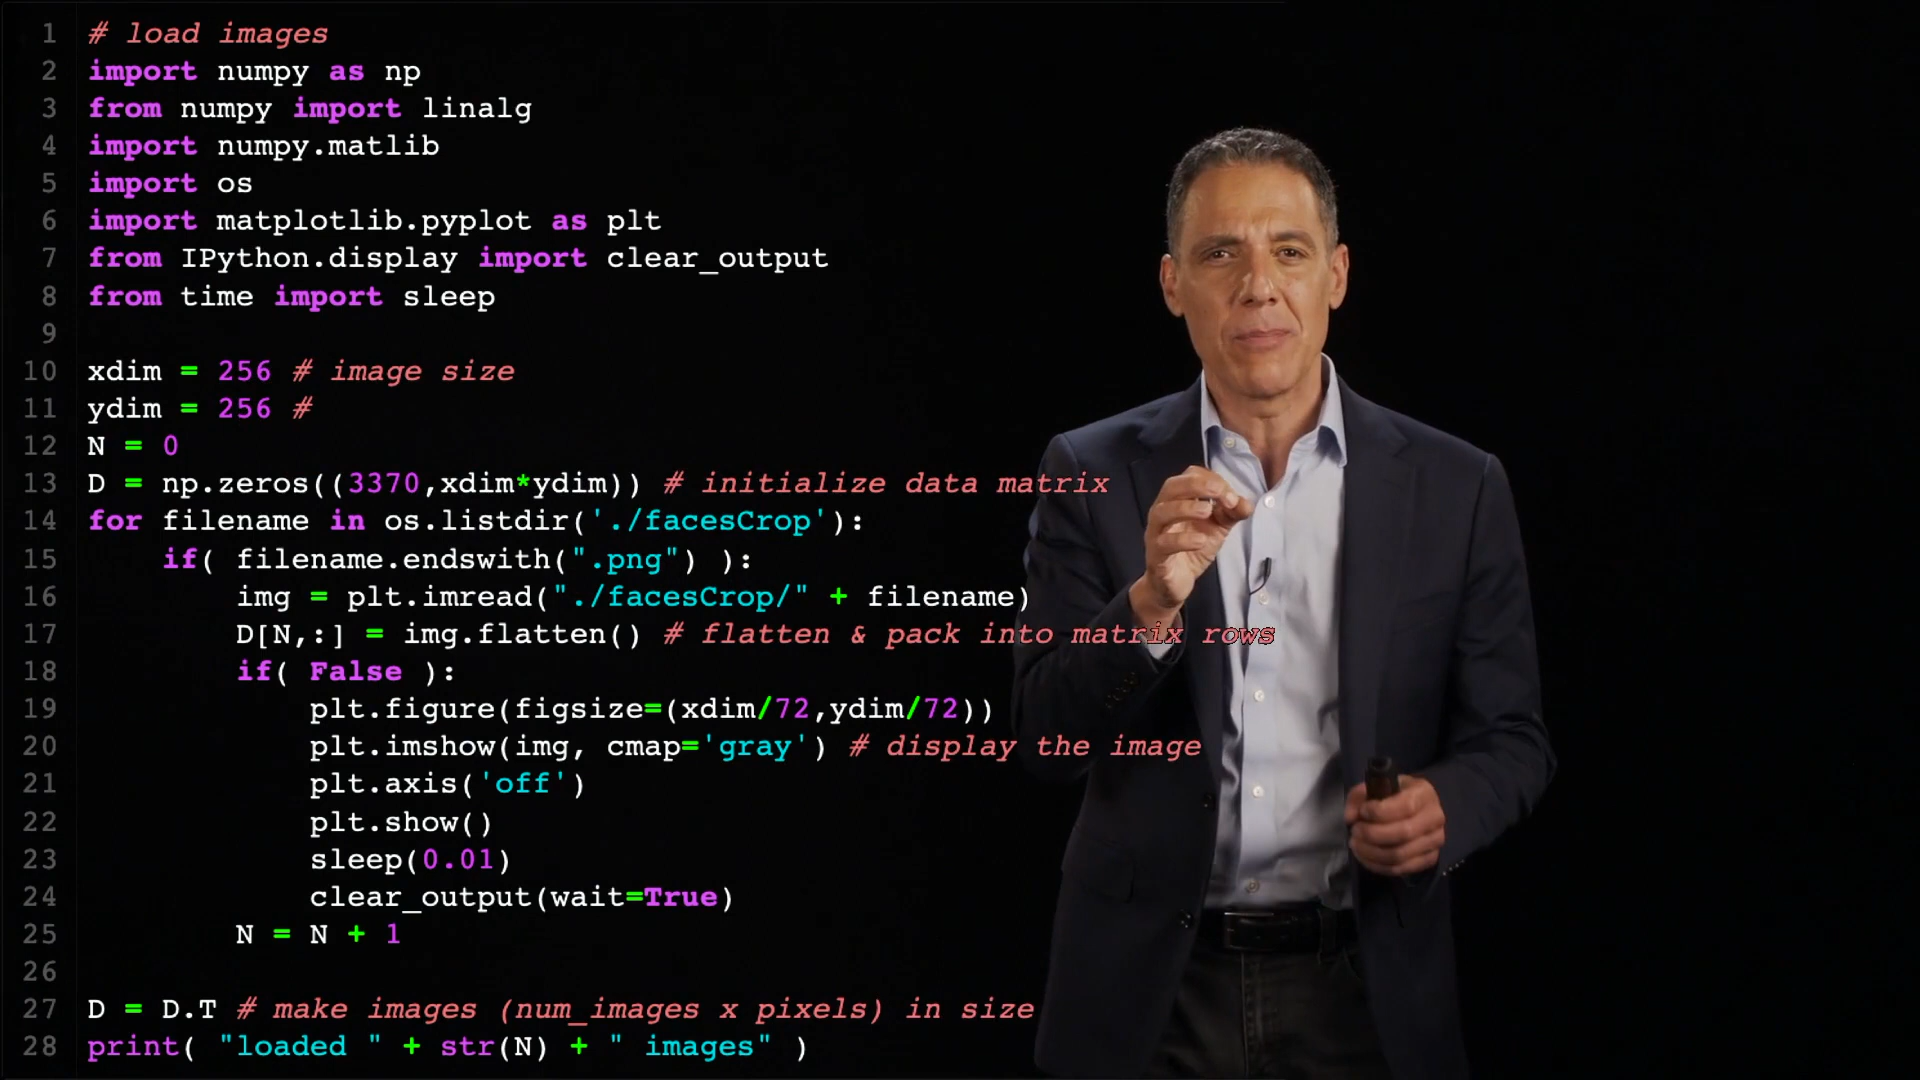 1 # load images
2 import numpy as np
3 from numpy import linalg
4 import numpy.matlib
5 import os
6 import matplotlib.pyplot as plt
7 from IPython.display import clear_output
8 from time import sleep
9
10 xdim = 256 # image size
11 ydim = 256 #
12 N = 0
13 D = np.zeros((3370,xdim*ydim)) # initialize data matrix
14 for filename in os.listdir('./facesCrop'):
15     if( filename.endswith(".png") ):
16         img = plt.imread("./facesCrop/" + filename)
17         D[N,:] = img.flatten() # flatten & pack into matrix rows
18         if( False ):
19             plt.figure(figsize=(xdim/72,ydim/72))
20             plt.imshow(img, cmap='gray') # display the image
21             plt.axis('off')
22             plt.show()
23             sleep(0.01)
24             clear_output(wait=True)
25         N = N + 1
26
27 D = D.T # make images (num_images x pixels) in size
28 print( "loaded " + str(N) + " images" )